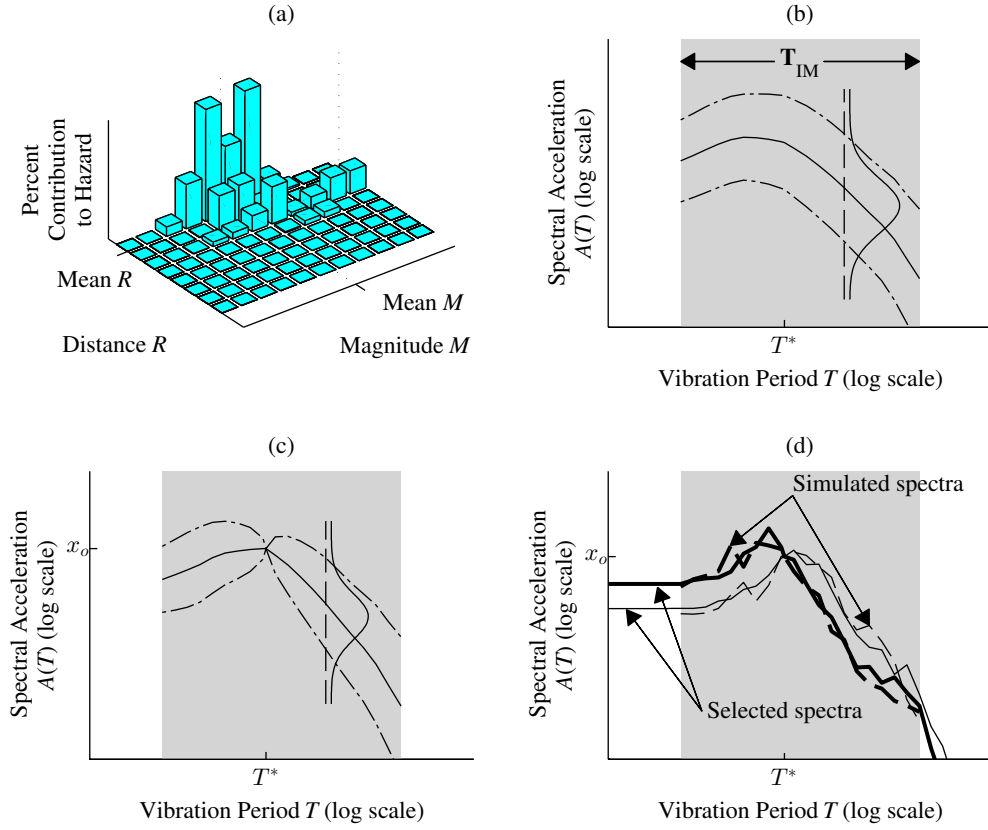 (a)
Percent
Contribution
to Hazard
Mean R
Mean M
Distance R
Magnitude M
(b)
T_IM
Spectral Acceleration
A(T) (log scale)
T*
Vibration Period T (log scale)
(c)
x_o
Spectral Acceleration
A(T) (log scale)
T*
Vibration Period T (log scale)
(d)
Simulated spectra
x_o
Spectral Acceleration
A(T) (log scale)
Selected spectra
T*
Vibration Period T (log scale)